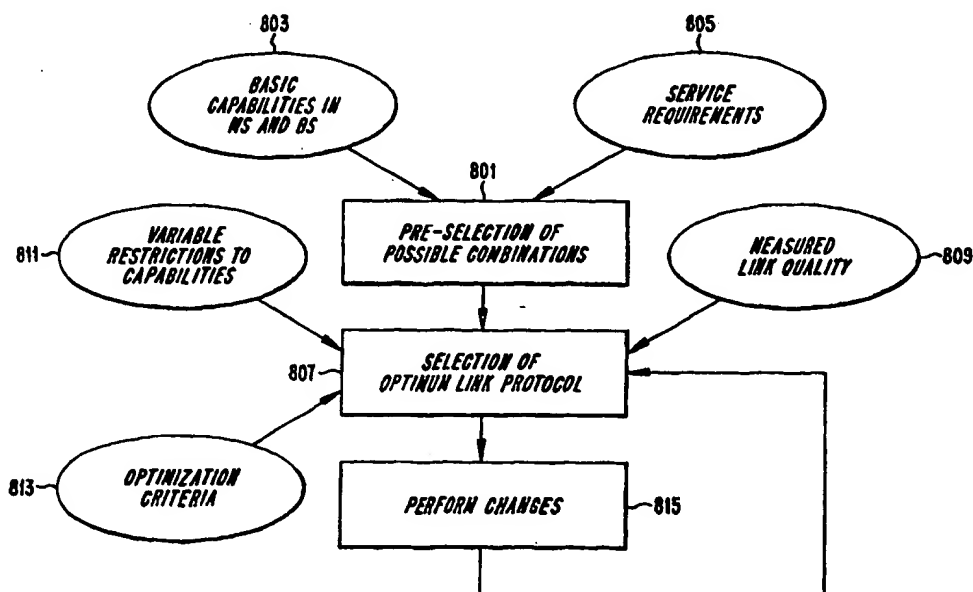 803
BASIC
CAPABILITIES IN
MS AND BS
805
SERVICE
REQUIREMENTS
801
PRE-SELECTION OF
POSSIBLE COMBINATIONS
811
VARIABLE
RESTRICTIONS TO
CAPABILITIES
MEASURED
LINK QUALITY
809
807
SELECTION OF
OPTIMUM LINK PROTOCOL
813
OPTIMIZATION
CRITERIA
PERFORM CHANGES
815